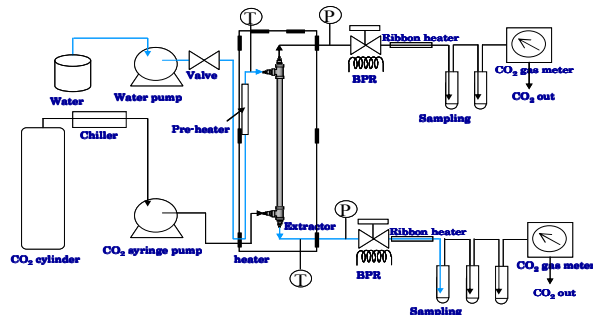 T
P
Ribbon heater
Water
Water pump
Valve
BPR
CO2 gas meter
CO2 out
Sampling
Chiller
Pre-heater
P
Extractor
Ribbon heater
CO2 cylinder
CO2 syringe pump
heater
T
BPR
CO2 gas meter
CO2 out
Sampling